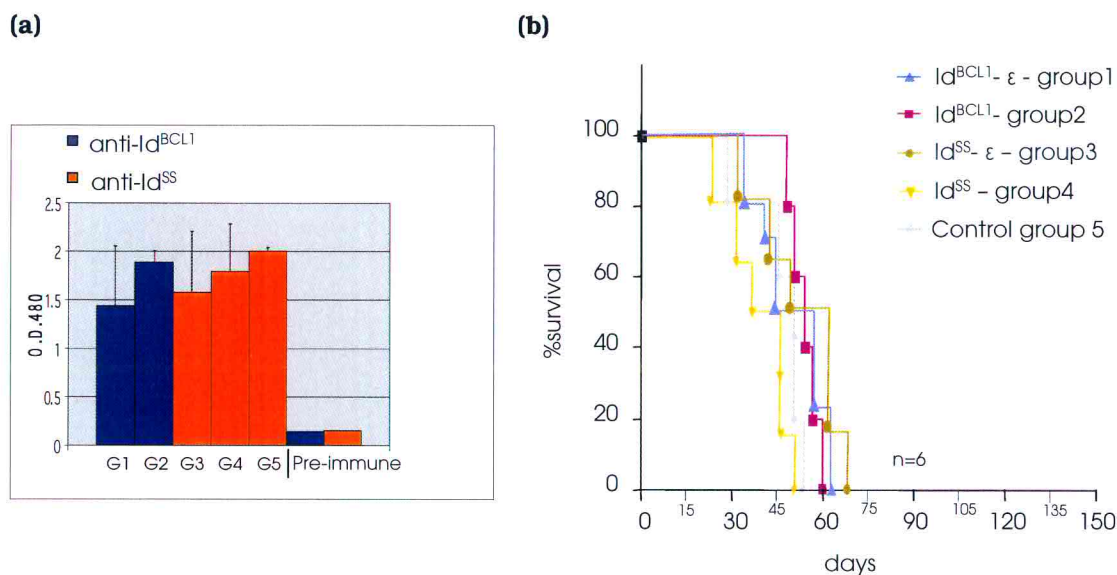 (a)
anti-Id^BCL1
anti-Id^SS
2.5
2
1.5
1
0.5
0
O.D.480
G1 G2 G3 G4 G5 Pre-immune
(b)
Id^BCL1- ε - group1
Id^BCL1- group2
Id^SS- ε – group3
Id^SS – group4
Control group 5
100
80
60
40
20
0
%survival
n=6
0 15 30 45 60 75 90 105 120 135 150
days